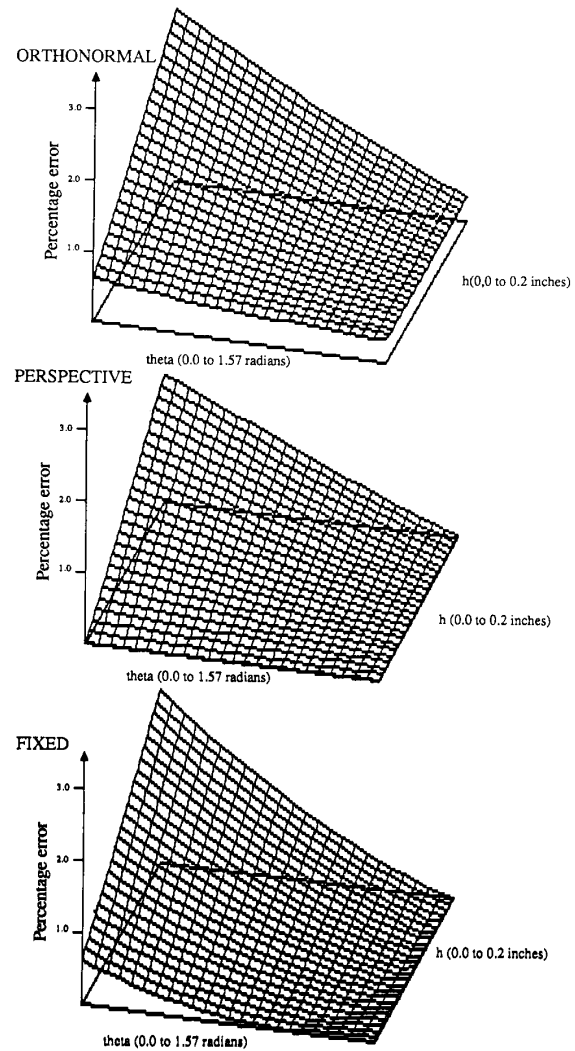 ORTHONORMAL
3.0
2.0
1.0
Percentage error
h(0,0 to 0.2 inches)
theta (0.0 to 1.57 radians)
PERSPECTIVE
3.0
2.0
1.0
Percentage error
h (0.0 to 0.2 inches)
theta (0.0 to 1.57 radians)
FIXED
3.0
2.0
1.0
Percentage error
h (0.0 to 0.2 inches)
theta (0.0 to 1.57 radians)